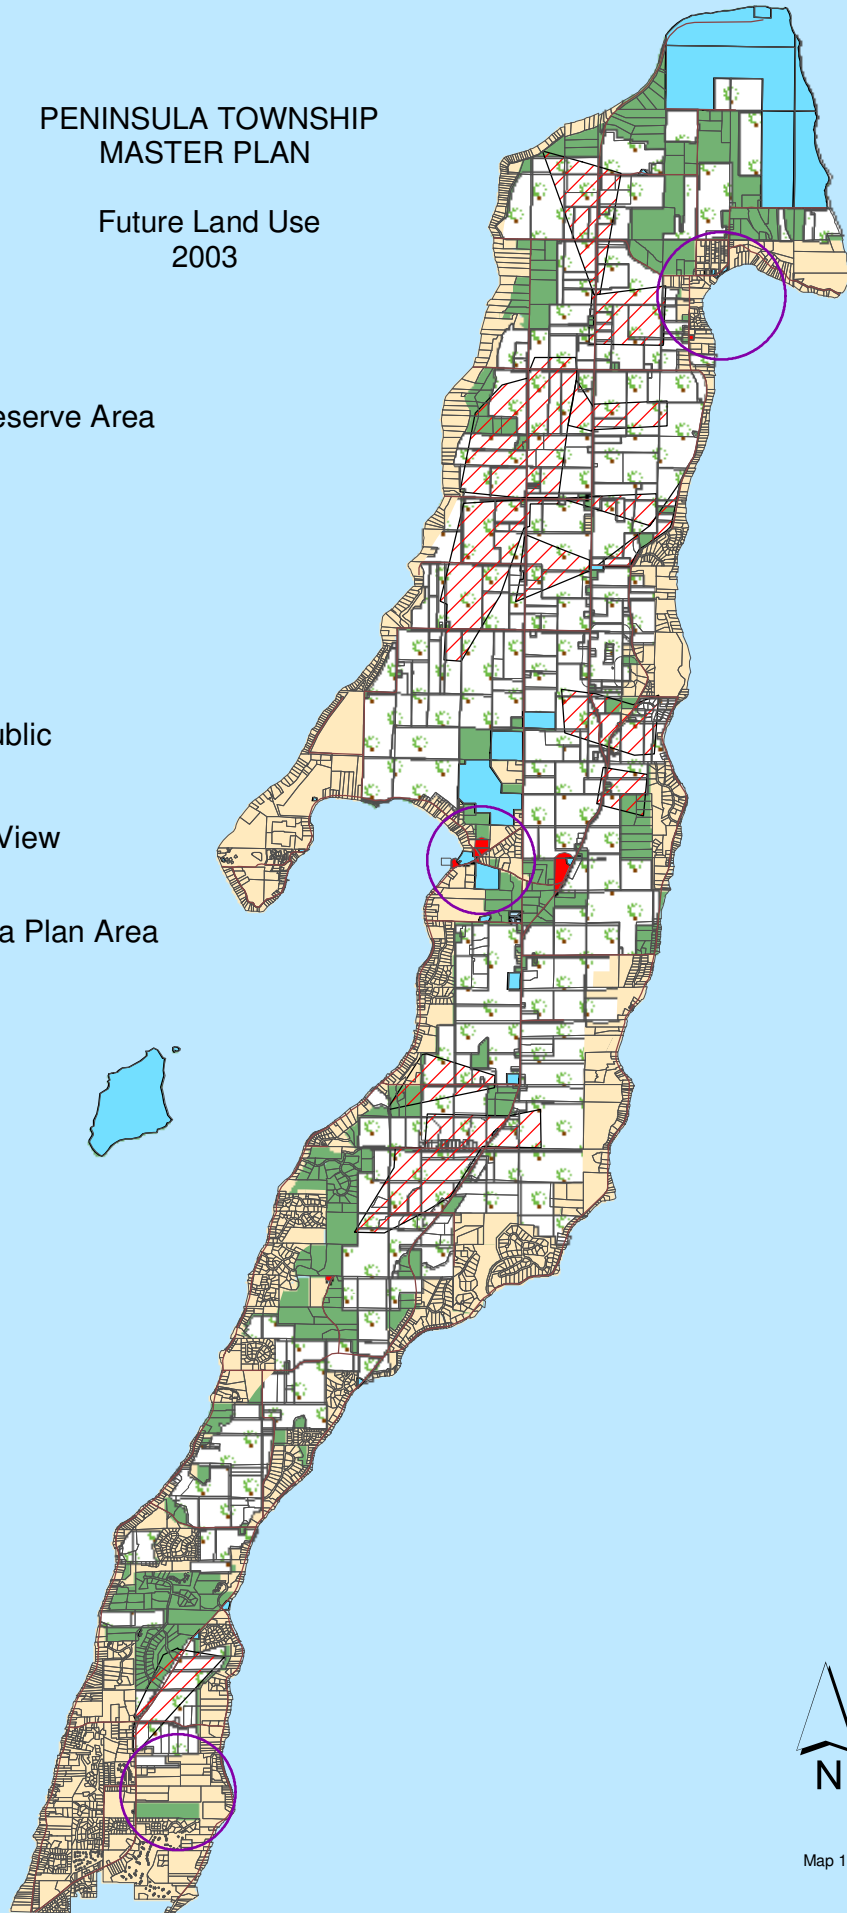 PENINSULA TOWNSHIP
MASTER PLAN
Future Land Use
2003
eserve Area
ublic
View
a Plan Area
N
Map 1